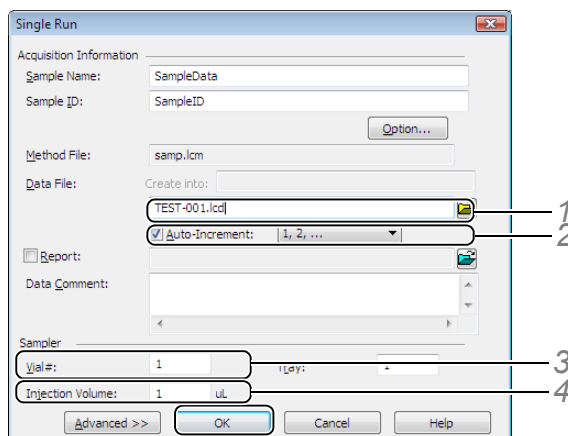 Single Run
Acquisition Information
Sample Name: SampleData
Sample ID: SampleID
Option...
Method File: samp.lcm
Data File: Create into:
TEST-001.lcd
1
Auto-Increment: 1, 2, ...
2
Report:
Data Comment:
Sampler
Vial#: 1 Tray: 1
3
Injection Volume: 1 uL
4
Advanced >> OK Cancel Help